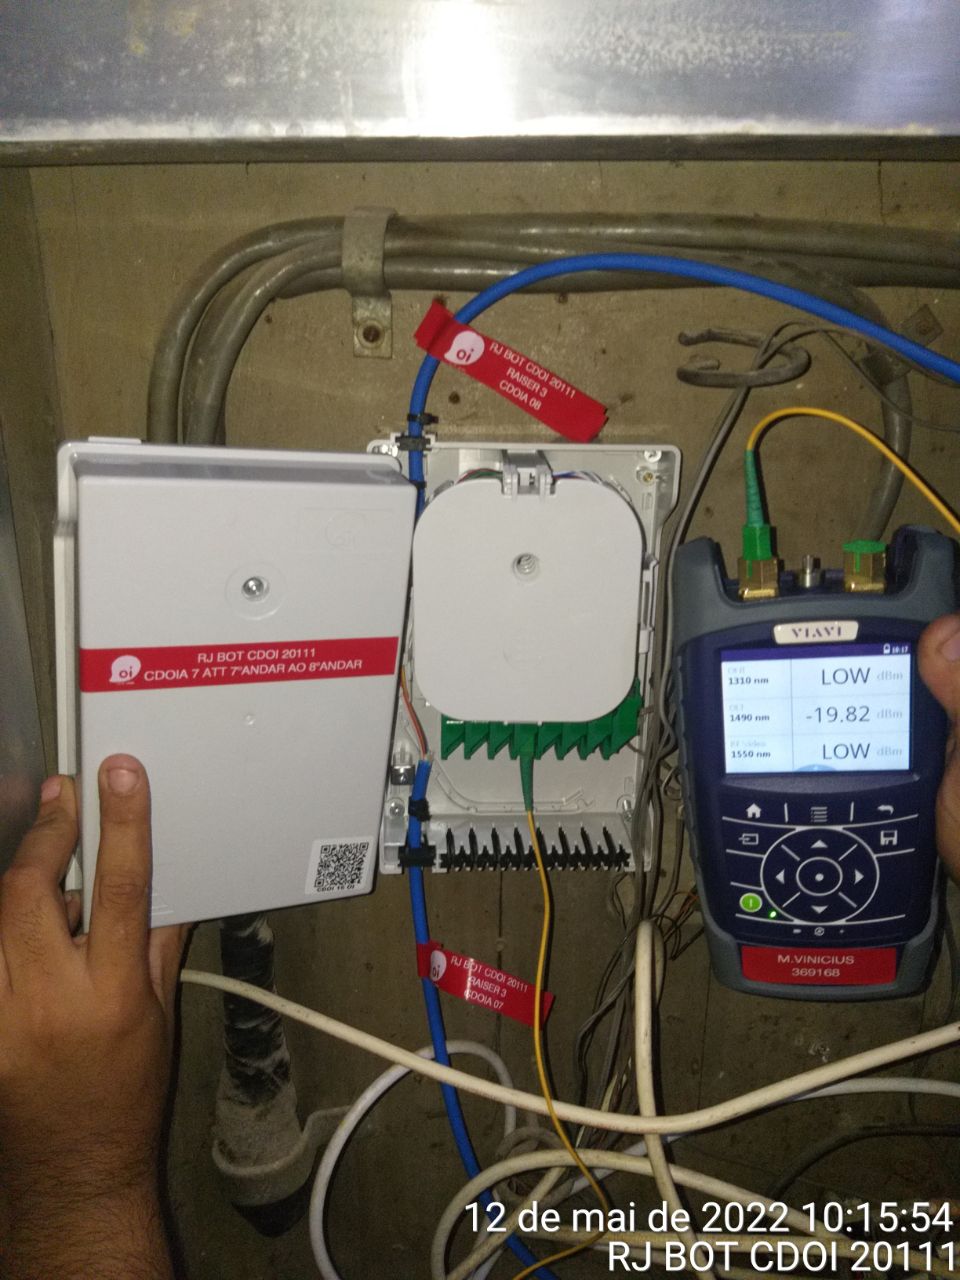 oi
RJ BOT CDOI 20111
RAISER 3
CDOIA 08
oi
RJ BOT CDOI 20111
CDOIA 7 ATT 7°ANDAR AO 8°ANDAR
VIAVI
10:17
1310 nm
LOW dBm
OLT
1490 nm
-19.82 dBm
1550 nm
LOW dBm
M.VINICIUS
369168
oi
RJ BOT CDOI 20111
RAISER 3
CDOIA 07
12 de mai de 2022 10:15:54
RJ BOT CDOI 20111